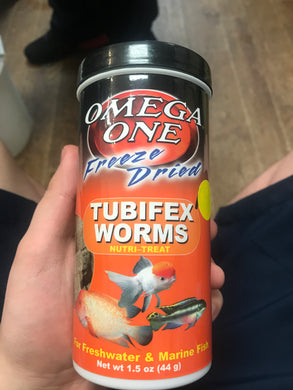 OMEGA
ONE
Freeze
Dried
TUBIFEX
WORMS
NUTRI-TREAT
For Freshwater & Marine Fish
Net wt 1.5 oz (44 g)